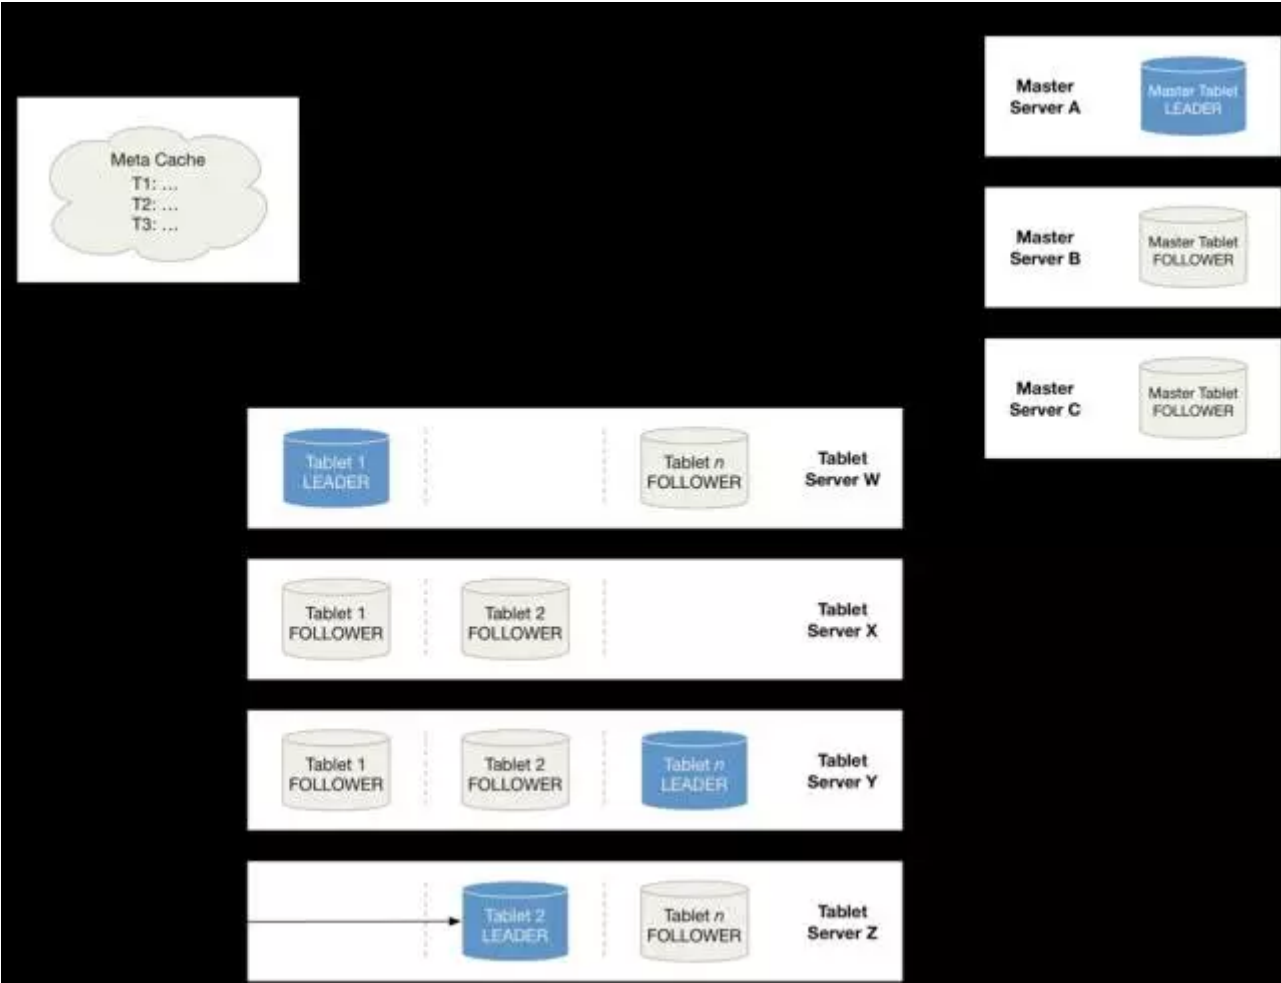 Master
Server A
Master Tablet
LEADER
Meta Cache
T1: ...
T2: ...
T3: ...
Master
Server B
Master Tablet
FOLLOWER
Master
Server C
Master Tablet
FOLLOWER
Tablet 1
LEADER
Tablet n
FOLLOWER
Tablet
Server W
Tablet 1
FOLLOWER
Tablet 2
FOLLOWER
Tablet
Server X
Tablet 1
FOLLOWER
Tablet 2
FOLLOWER
Tablet n
LEADER
Tablet
Server Y
Tablet 2
LEADER
Tablet n
FOLLOWER
Tablet
Server Z